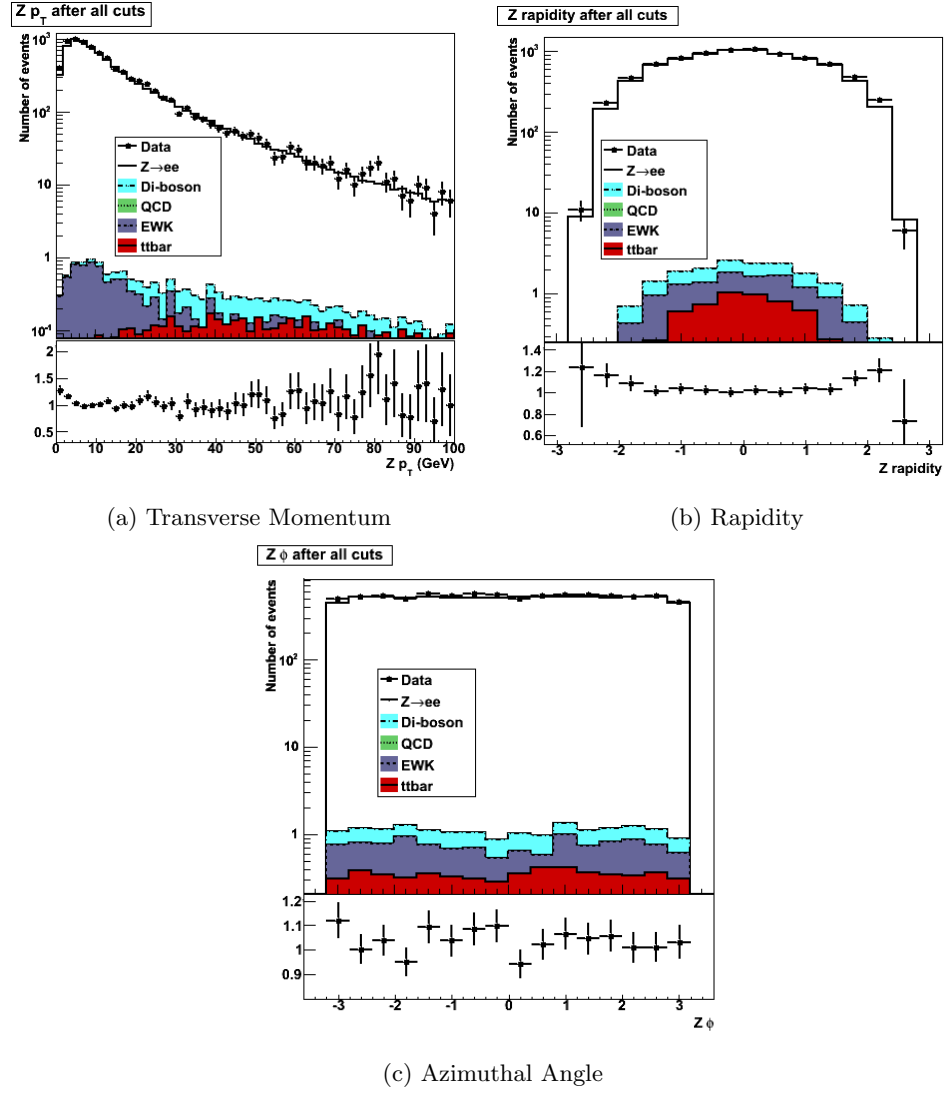 Z p_T after all cuts
Number of events
10^3
10^2
10
1
10^-1
Data
Z→ee
Di-boson
QCD
EWK
ttbar
2
1.5
1
0.5
0 10 20 30 40 50 60 70 80 90 100
Z p_T (GeV)
(a) Transverse Momentum
Z rapidity after all cuts
Number of events
10^3
10^2
10
1
Data
Z→ee
Di-boson
QCD
EWK
ttbar
1.4
1.2
1
0.8
0.6
-3 -2 -1 0 1 2 3
Z rapidity
(b) Rapidity
Z ϕ after all cuts
Number of events
10^2
10
1
Data
Z→ee
Di-boson
QCD
EWK
ttbar
1.2
1.1
1
0.9
-3 -2 -1 0 1 2 3
Z ϕ
(c) Azimuthal Angle